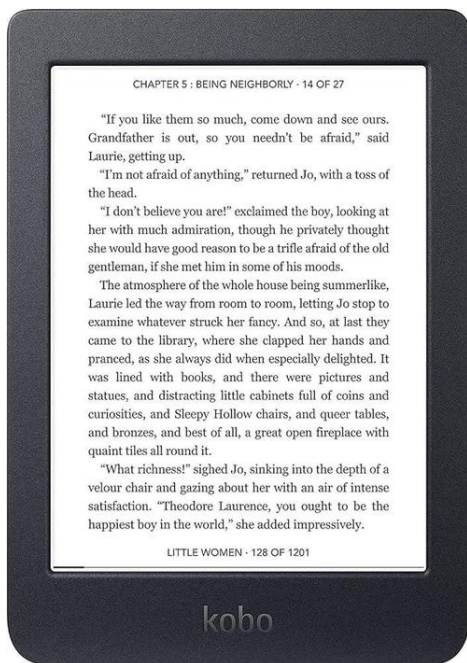 CHAPTER 5 : BEING NEIGHBORLY · 14 OF 27
“If you like them so much, come down and see ours.
Grandfather is out, so you needn’t be afraid,” said
Laurie, getting up.
“I’m not afraid of anything,” returned Jo, with a toss of
the head.
“I don’t believe you are!” exclaimed the boy, looking at
her with much admiration, though he privately thought
she would have good reason to be a trifle afraid of the old
gentleman, if she met him in some of his moods.
The atmosphere of the whole house being summerlike,
Laurie led the way from room to room, letting Jo stop to
examine whatever struck her fancy. And so, at last they
came to the library, where she clapped her hands and
pranced, as she always did when especially delighted. It
was lined with books, and there were pictures and
statues, and distracting little cabinets full of coins and
curiosities, and Sleepy Hollow chairs, and queer tables,
and bronzes, and best of all, a great open fireplace with
quaint tiles all round it.
“What richness!” sighed Jo, sinking into the depth of a
velour chair and gazing about her with an air of intense
satisfaction. “Theodore Laurence, you ought to be the
happiest boy in the world,” she added impressively.
LITTLE WOMEN · 128 OF 1201
kobo